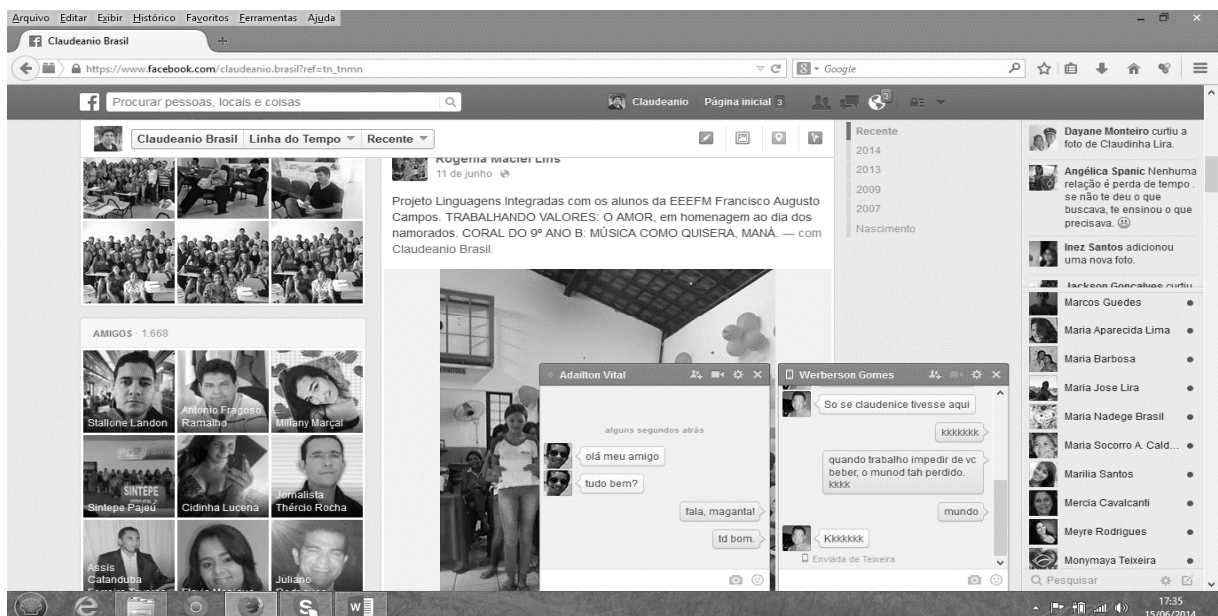 Arquivo Editar Exibir Histórico Favoritos Ferramentas Ajuda
Claudeanio Brasil
https://www.facebook.com/claudeanio.brasil?ref=tn_tnmn
Google
Procurar pessoas, locais e coisas
Claudeanio Página inicial 3
3
Claudeanio Brasil Linha do Tempo Recente
Rogenia Maciel Lins
11 de junho
Projeto Linguagens Integradas com os alunos da EEEFM Francisco Augusto
Campos. TRABALHANDO VALORES: O AMOR, em homenagem ao dia dos
namorados. CORAL DO 9º ANO B: MÚSICA COMO QUISERA, MANÁ. — com
Claudeanio Brasil.
AMIGOS · 1.668
Stallone Landon
Antonio Fragoso
Ramalho
Millany Marçal
SINTEPE
Sintepe Pajeú
Cidinha Lucena
Jornalista
Thércio Rocha
Assis
Catanduba
Juliano
Adailton Vital
alguns segundos atrás
olá meu amigo
tudo bem?
fala, maganta!
td bom.
Werberson Gomes
So se claudenice tivesse aqui
kkkkkkk
quando trabalho impedir de vc
beber, o munod tah perdido.
kkkk
mundo
Kkkkkkk
Enviada de Teixeira
Recente
2014
2013
2009
2007
Nascimento
Dayane Monteiro curtiu a
foto de Claudinha Lira.
Angélica Spanic Nenhuma
relação é perda de tempo .
se não te deu o que
buscava, te ensinou o que
precisava.
Inez Santos adicionou
uma nova foto.
Jackson Gonçalves curtiu
Marcos Guedes
Maria Aparecida Lima
Maria Barbosa
Maria Jose Lira
Maria Nadege Brasil
Maria Socorro A. Cald...
Marilia Santos
Mercia Cavalcanti
Meyre Rodrigues
Monymaya Teixeira
Pesquisar
17:35
15/06/2014